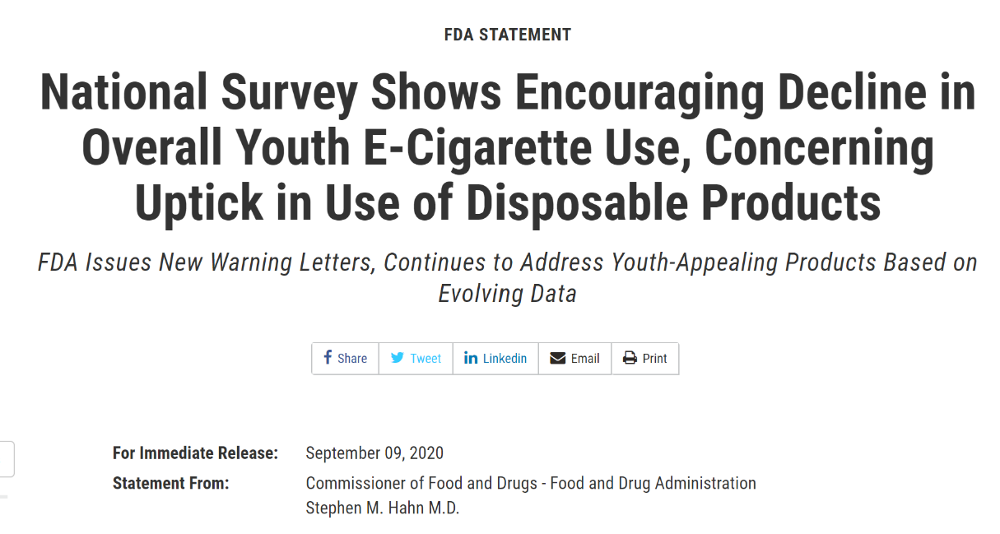 FDA STATEMENT
National Survey Shows Encouraging Decline in
Overall Youth E-Cigarette Use, Concerning
Uptick in Use of Disposable Products
FDA Issues New Warning Letters, Continues to Address Youth-Appealing Products Based on
Evolving Data
Share Tweet Linkedin Email Print
For Immediate Release: September 09, 2020
Statement From: Commissioner of Food and Drugs - Food and Drug Administration
Stephen M. Hahn M.D.